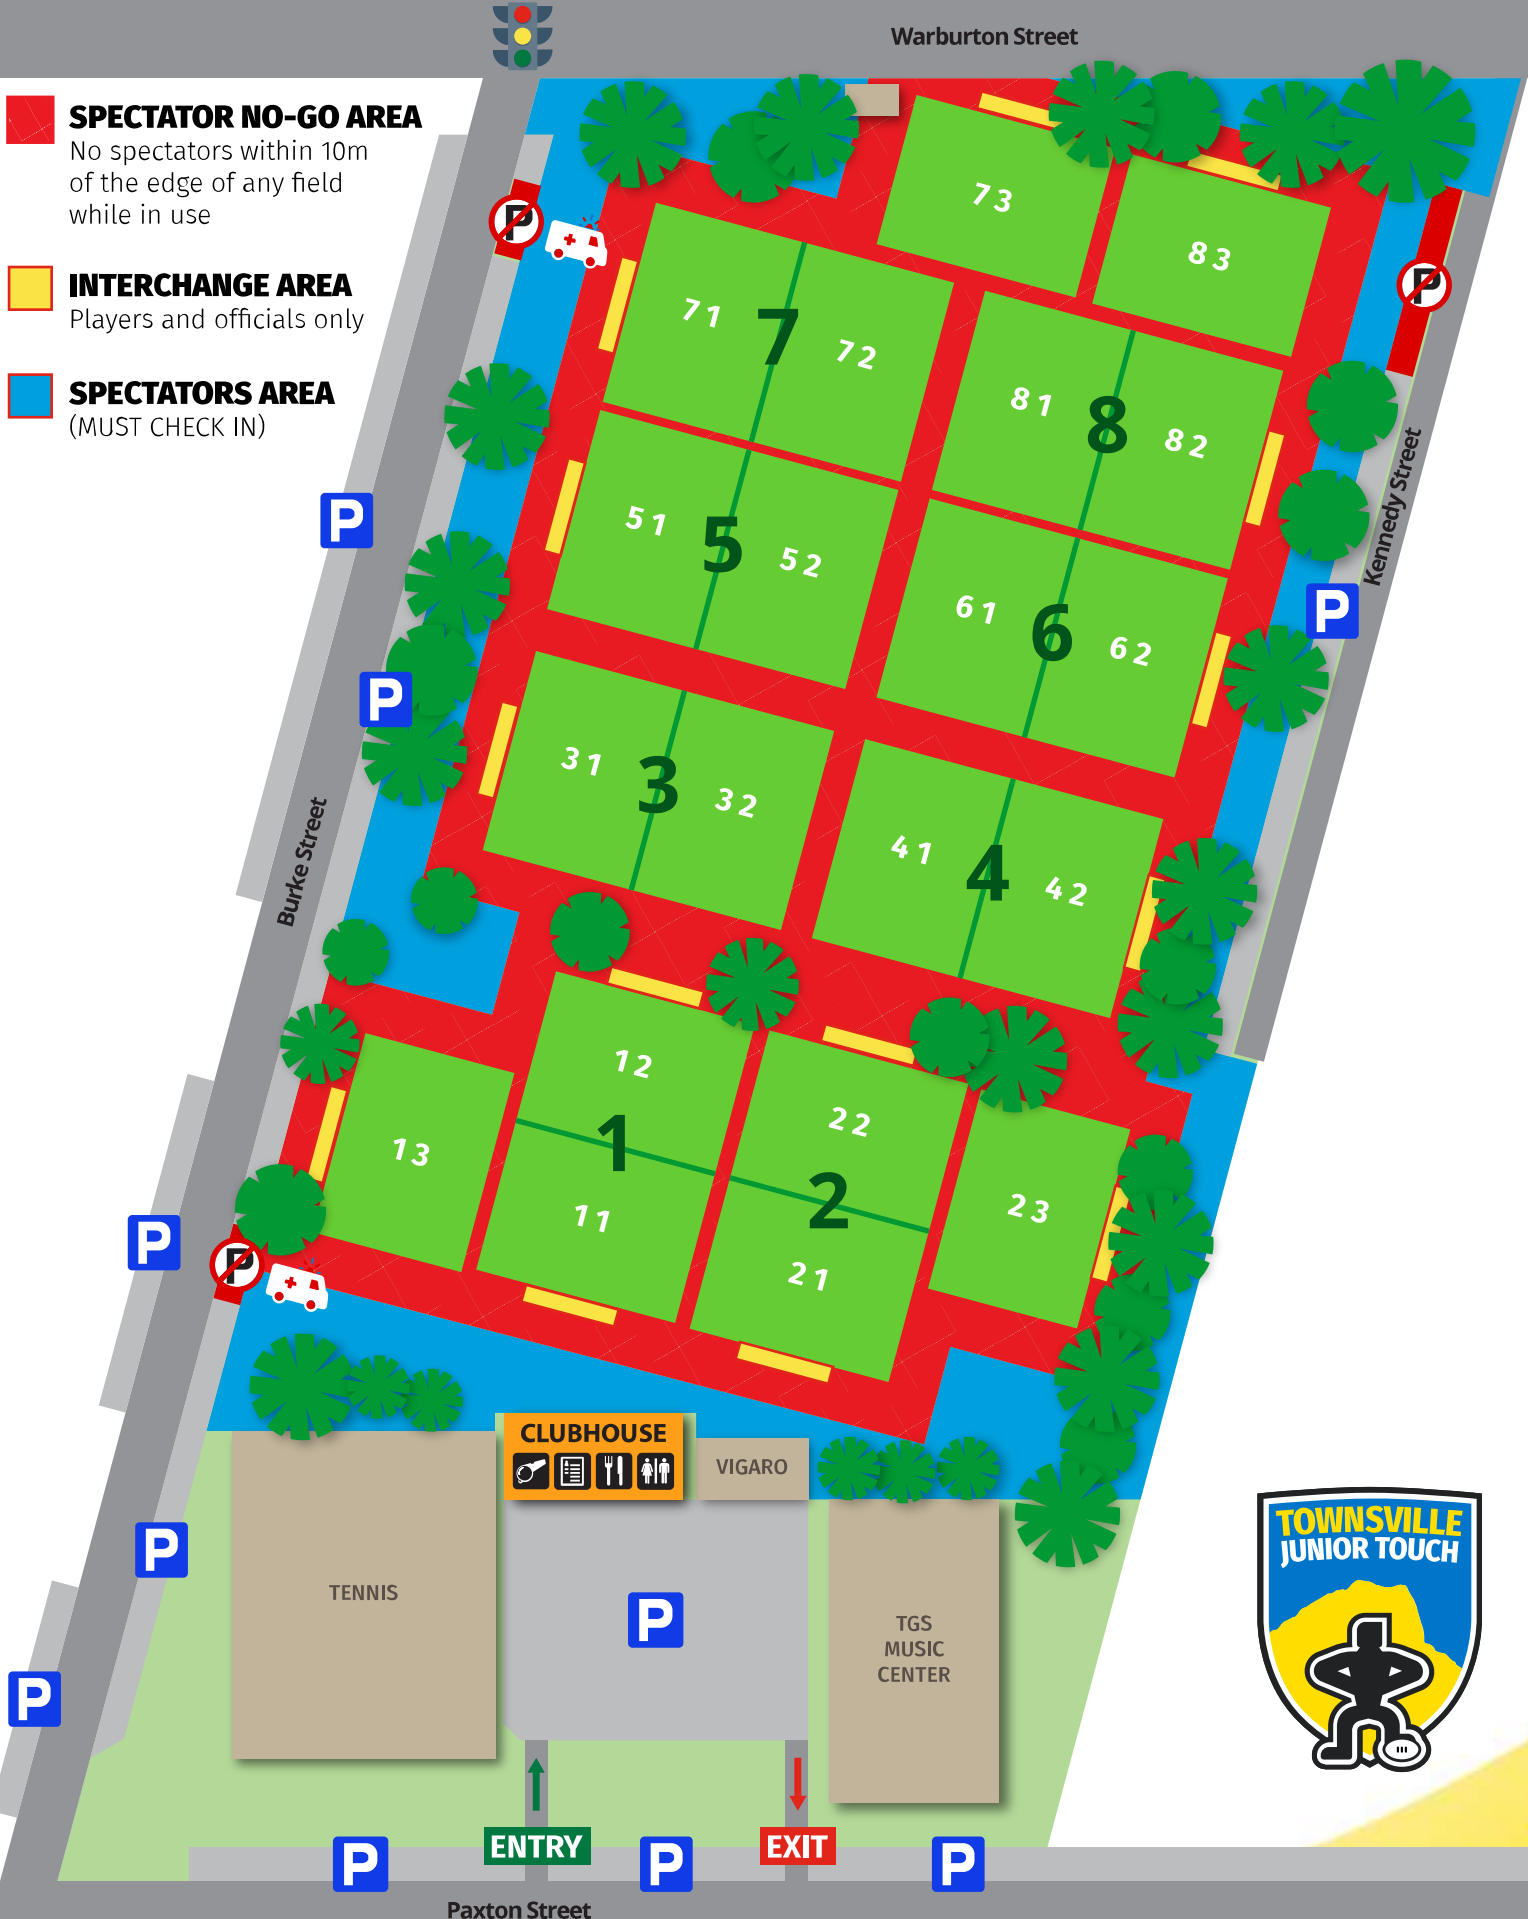 Warburton Street
SPECTATOR NO-GO AREA
No spectators within 10m
of the edge of any field
while in use
INTERCHANGE AREA
Players and officials only
SPECTATORS AREA
(MUST CHECK IN)
P
P
73
83
71
7
72
81
8
82
51
5
52
61
6
62
31
3
32
41
4
42
12
1
11
13
22
2
21
23
P
P
P
P
P
P
P
Kennedy Street
Burke Street
CLUBHOUSE
VIGARO
TENNIS
P
TGS
MUSIC
CENTER
TOWNSVILLE
JUNIOR TOUCH
ENTRY
EXIT
P
P
P
Paxton Street